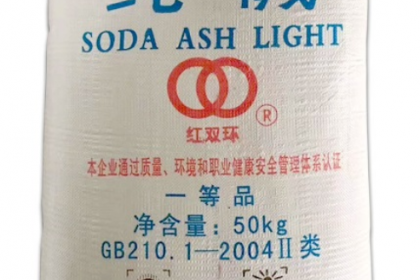 SODA ASH LIGHT
®
红双环
本企业通过质量、环境和职业健康安全管理体系认证
一等品
净含量:50kg
GB210.1—2004Ⅱ类